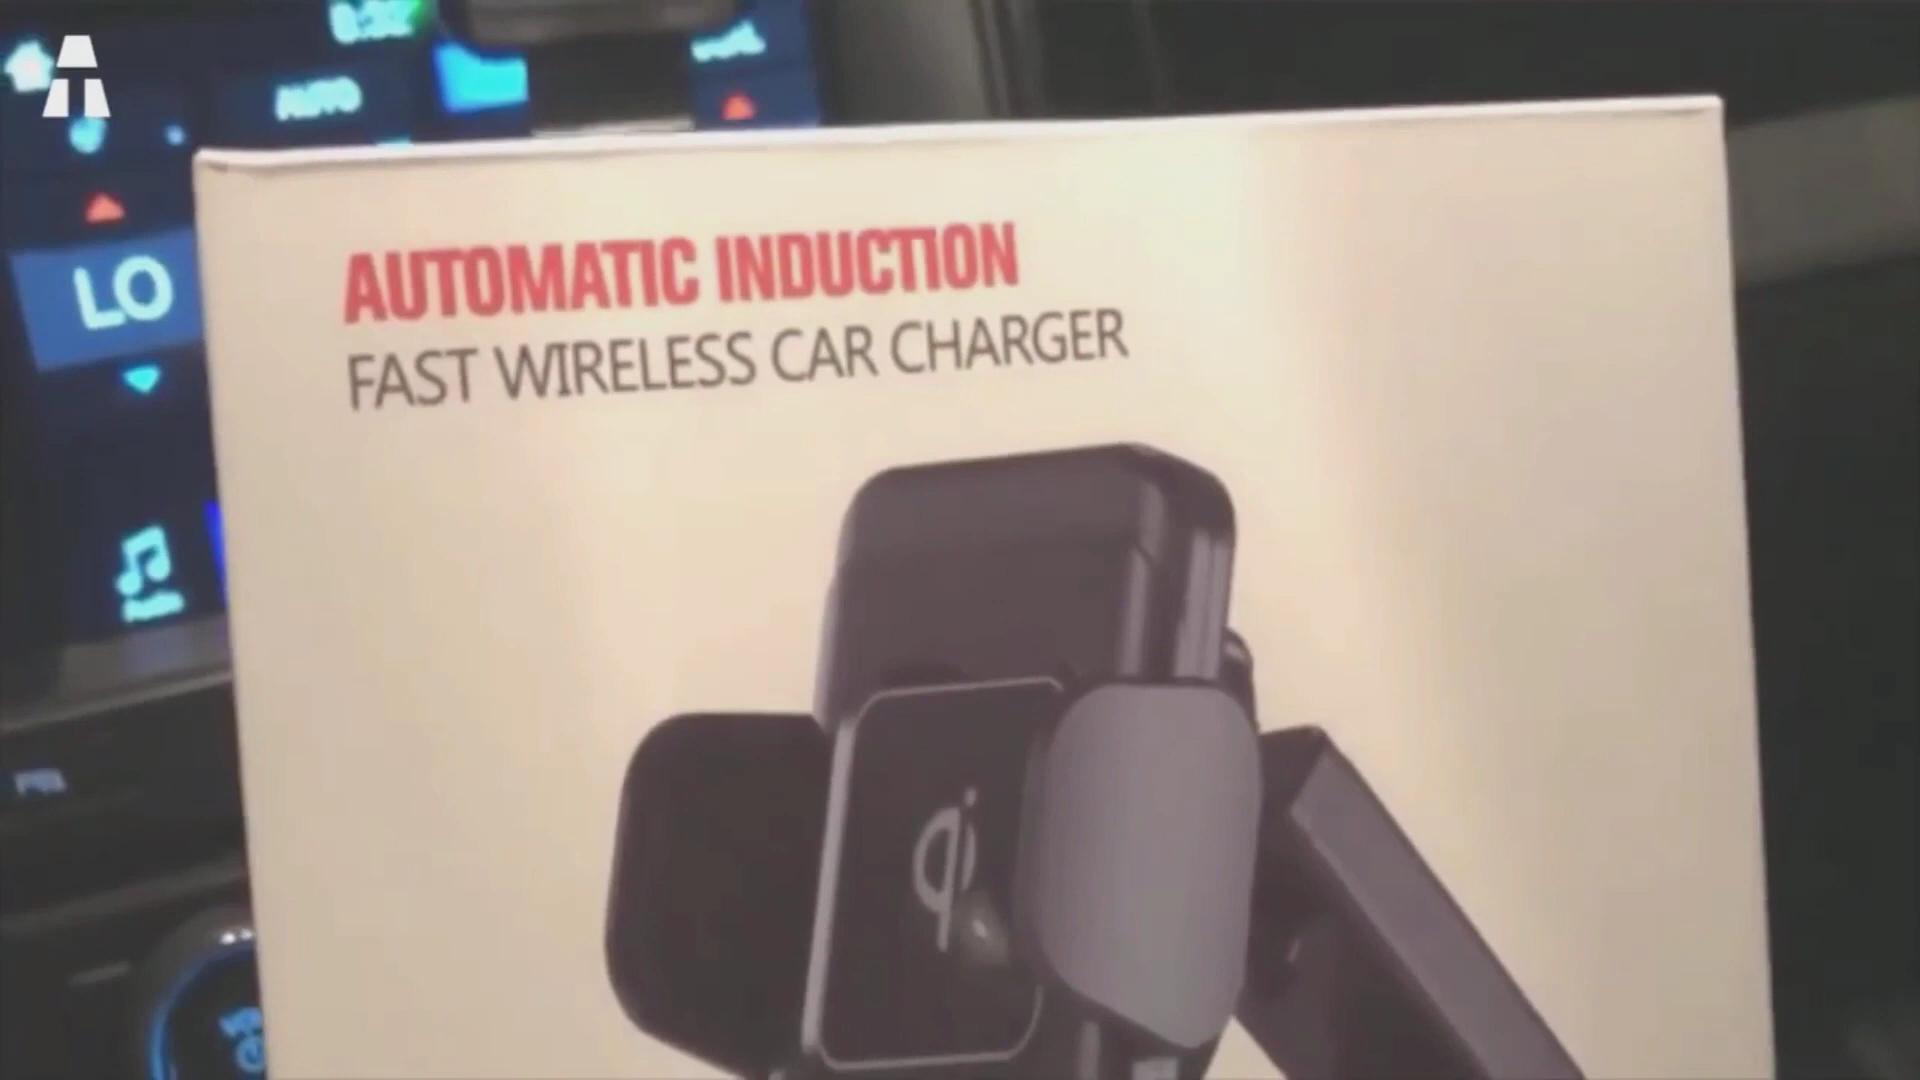 AUTO
LO
AUTOMATIC INDUCTION
FAST WIRELESS CAR CHARGER
qi